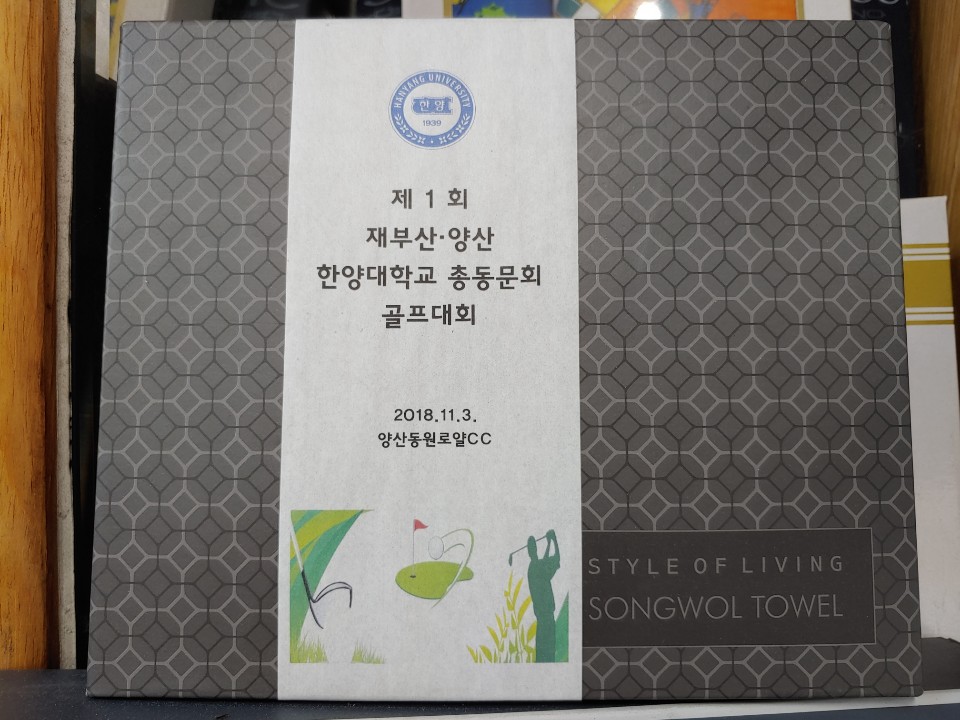 HANYANG UNIVERSITY
한양
1939
제 1 회
재부산·양산
한양대학교 총동문회
골프대회
2018.11.3.
양산동원로얄CC
STYLE OF LIVING
SONGWOL TOWEL